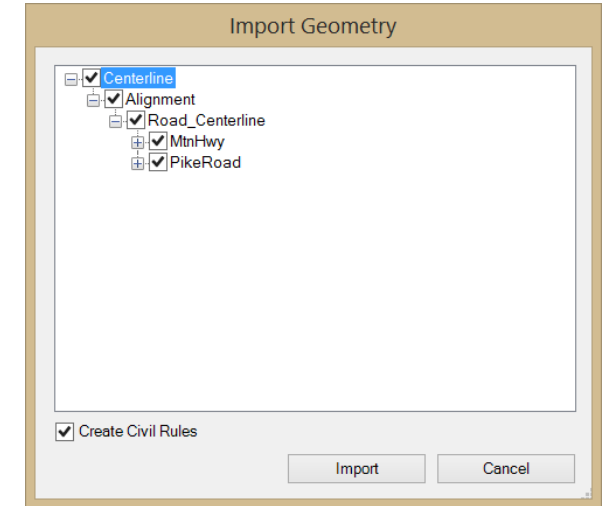 Import Geometry
Centerline
Alignment
Road_Centerline
MtnHwy
PikeRoad
Create Civil Rules
Import Cancel